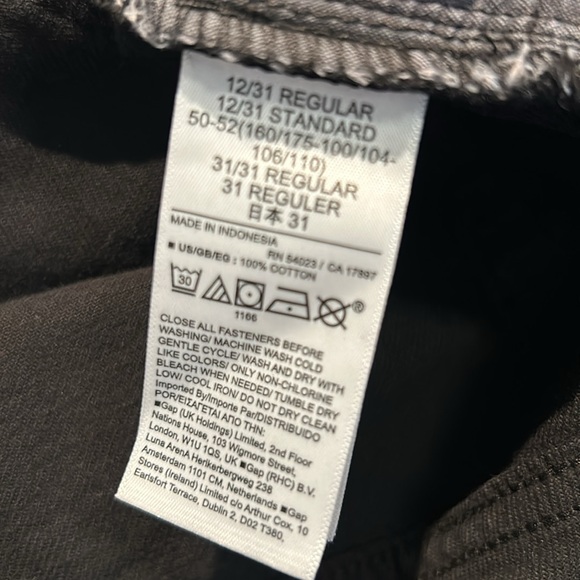 12/31 REGULAR
12/31 STANDARD
50-52(160/175-100/104-
106/110)
31/31 REGULAR
31 REGULER
日本 31
MADE IN INDONESIA
RN 54023 / CA 17897
■ US/GB/EG : 100% COTTON
30
1166
®
CLOSE ALL FASTENERS BEFORE
WASHING/ MACHINE WASH COLD
GENTLE CYCLE/ WASH AND DRY WITH
LIKE COLORS/ ONLY NON-CHLORINE
BLEACH WHEN NEEDED/ TUMBLE DRY
LOW/ COOL IRON/ DO NOT DRY CLEAN
Imported By/Importe Par/DISTRIBUIDO
POR/ΕΙΣΑΓΕΤΑΙ ΑΠΟ ΤΗΝ:
■Gap (UK Holdings) Limited, 2nd Floor
Nations House, 103 Wigmore Street,
London, W1U 1QS, UK ■Gap (RHC) B.V.
Luna ArenA Herikerbergweg 238
Amsterdam 1101 CM, Netherlands ■Gap
Stores (Ireland) Limited c/o Arthur Cox, 10
Earlsfort Terrace, Dublin 2, D02 T380,